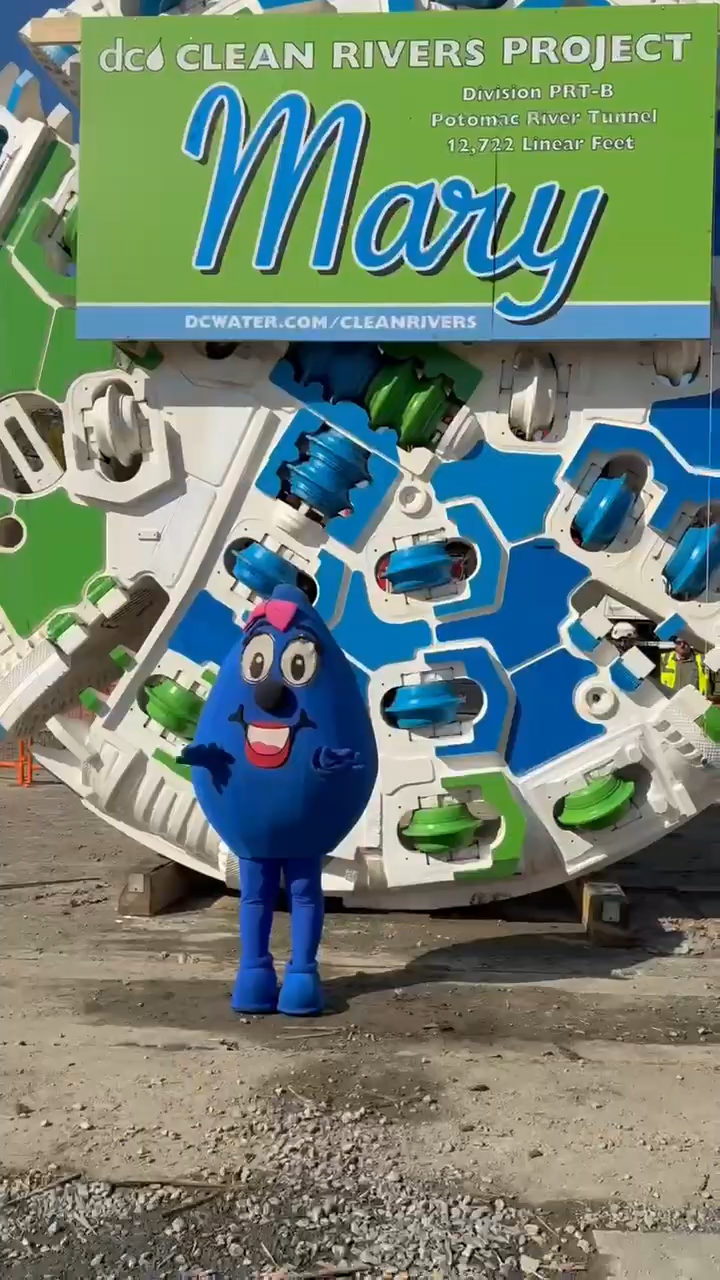 dc CLEAN RIVERS PROJECT
Division PRT-B
Potomac River Tunnel
12,722 Linear Feet
Mary
DCWATER.COM/CLEANRIVERS